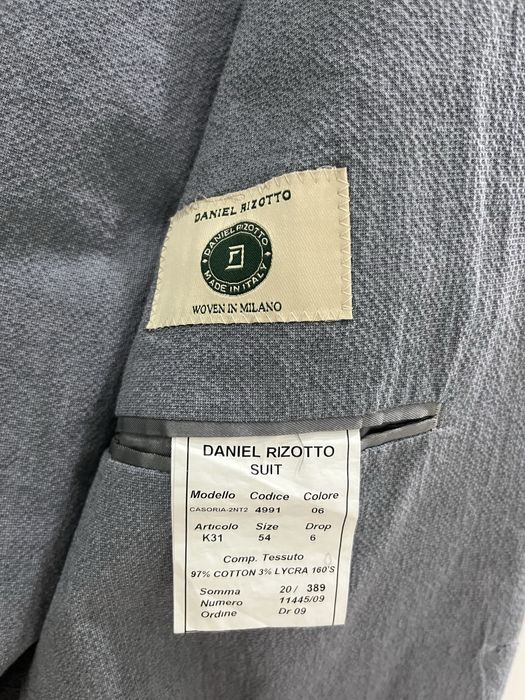 DANIEL RIZOTTO
DANIEL RIZOTTO
MADE IN ITALY
WOVEN IN MILANO
DANIEL RIZOTTO
SUIT
Modello Codice Colore
CASORIA-2NT2 4991 06
Articolo Size Drop
K31 54 6
Comp. Tessuto
97% COTTON 3% LYCRA 160'S
Somma 20/ 389
Numero 11445/09
Ordine Dr 09